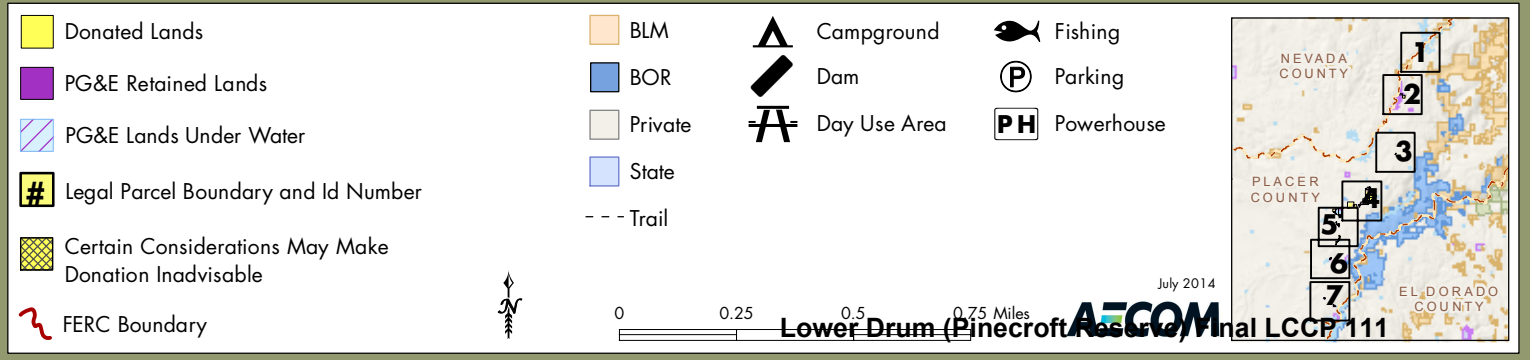 Donated Lands
PG&E Retained Lands
PG&E Lands Under Water
# Legal Parcel Boundary and Id Number
Certain Considerations May Make
Donation Inadvisable
FERC Boundary
N
BLM
BOR
Private
State
Trail
Campground
Dam
Day Use Area
Fishing
P Parking
PH Powerhouse
0 0.25 0.5 0.75 Miles
July 2014
AECOM
Lower Drum (Pinecroft Reserve) Final LCCP 111
NEVADA
COUNTY
PLACER
COUNTY
EL DORADO
COUNTY
1
2
3
4
5
6
7